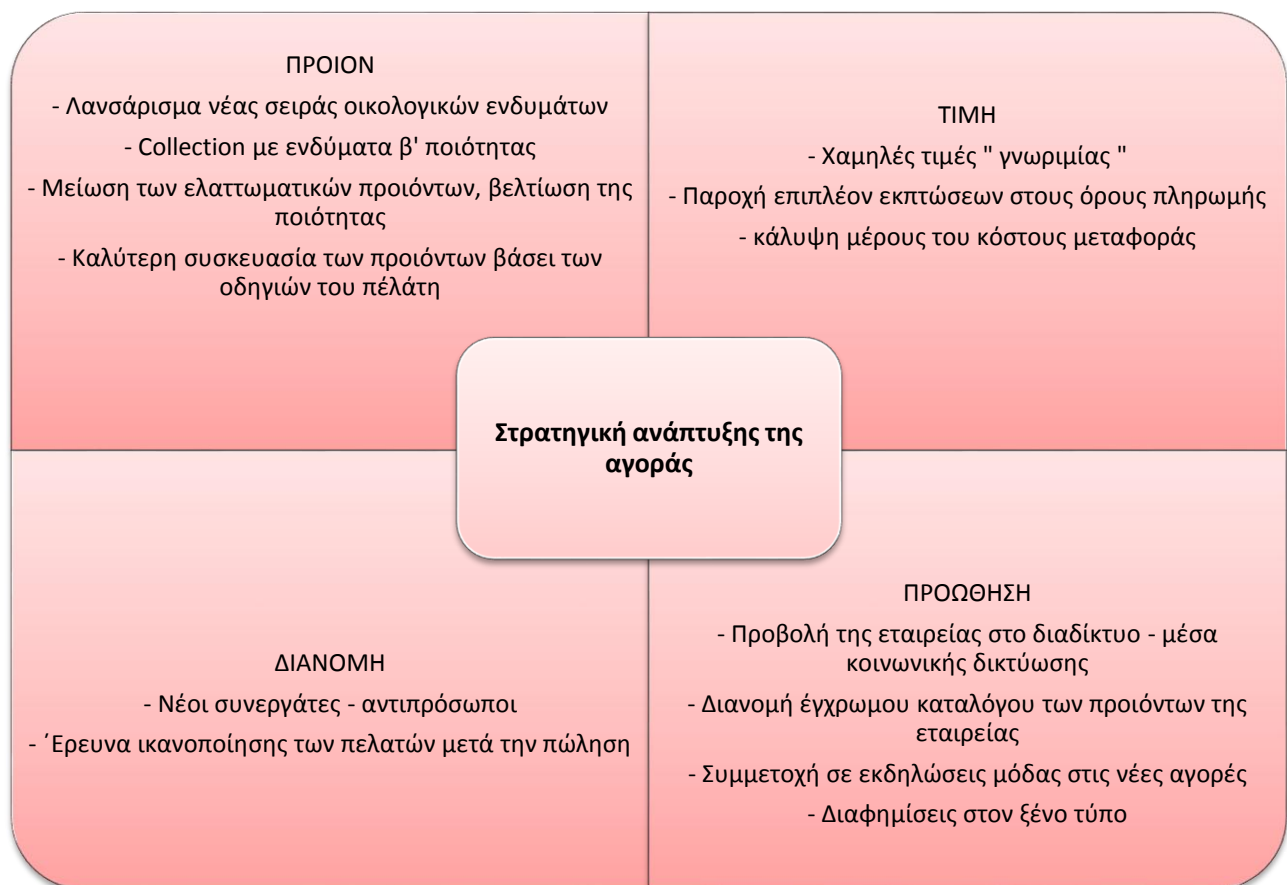 ΠΡΟΙΟΝ
- Λανσάρισμα νέας σειράς οικολογικών ενδυμάτων
- Collection με ενδύματα β' ποιότητας
- Μείωση των ελαττωματικών προιόντων, βελτίωση της
ποιότητας
- Καλύτερη συσκευασία των προιόντων βάσει των
οδηγιών του πέλάτη
ΤΙΜΗ
- Χαμηλές τιμές " γνωριμίας "
- Παροχή επιπλέον εκπτώσεων στους όρους πληρωμής
- κάλυψη μέρους του κόστους μεταφοράς
Στρατηγική ανάπτυξης της
αγοράς
ΔΙΑΝΟΜΗ
- Νέοι συνεργάτες - αντιπρόσωποι
- ΄Ερευνα ικανοποίησης των πελατών μετά την πώληση
ΠΡΟΩΘΗΣΗ
- Προβολή της εταιρείας στο διαδίκτυο - μέσα
κοινωνικής δικτύωσης
- Διανομή έγχρωμου καταλόγου των προιόντων της
εταιρείας
- Συμμετοχή σε εκδηλώσεις μόδας στις νέες αγορές
- Διαφημίσεις στον ξένο τύπο